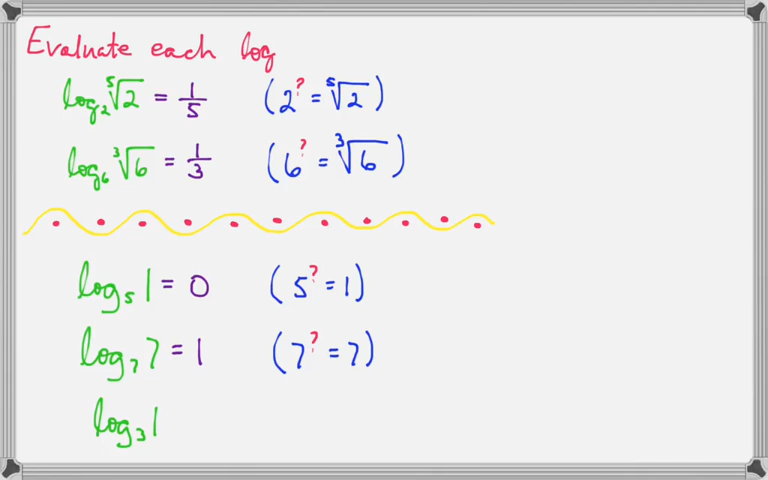 Evaluate each log
log₂ ⁵√2 = 1/5 (2^? = ⁵√2)
log₆ ³√6 = 1/3 (6^? = ³√6)
log₅ 1 = 0 (5^? = 1)
log₇ 7 = 1 (7^? = 7)
log₃ 1